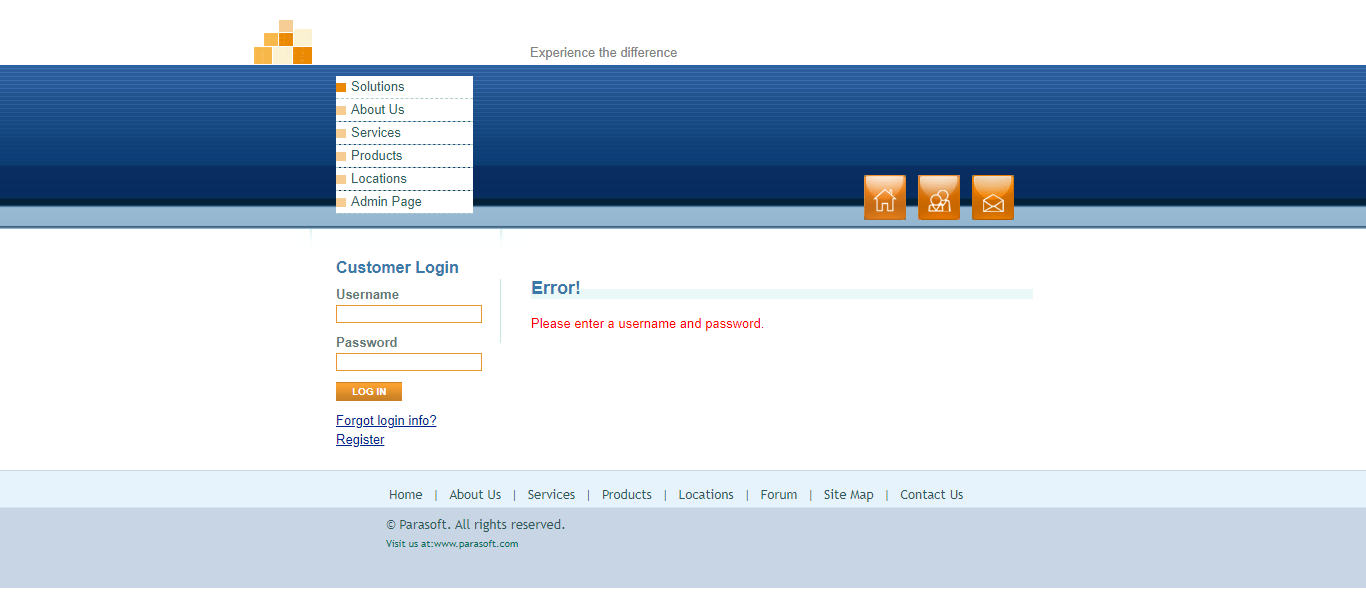 Experience the difference
Solutions
About Us
Services
Products
Locations
Admin Page
Customer Login
Username
Password
LOG IN
Forgot login info?
Register
Error!
Please enter a username and password.
Home | About Us | Services | Products | Locations | Forum | Site Map | Contact Us
© Parasoft. All rights reserved.
Visit us at:www.parasoft.com